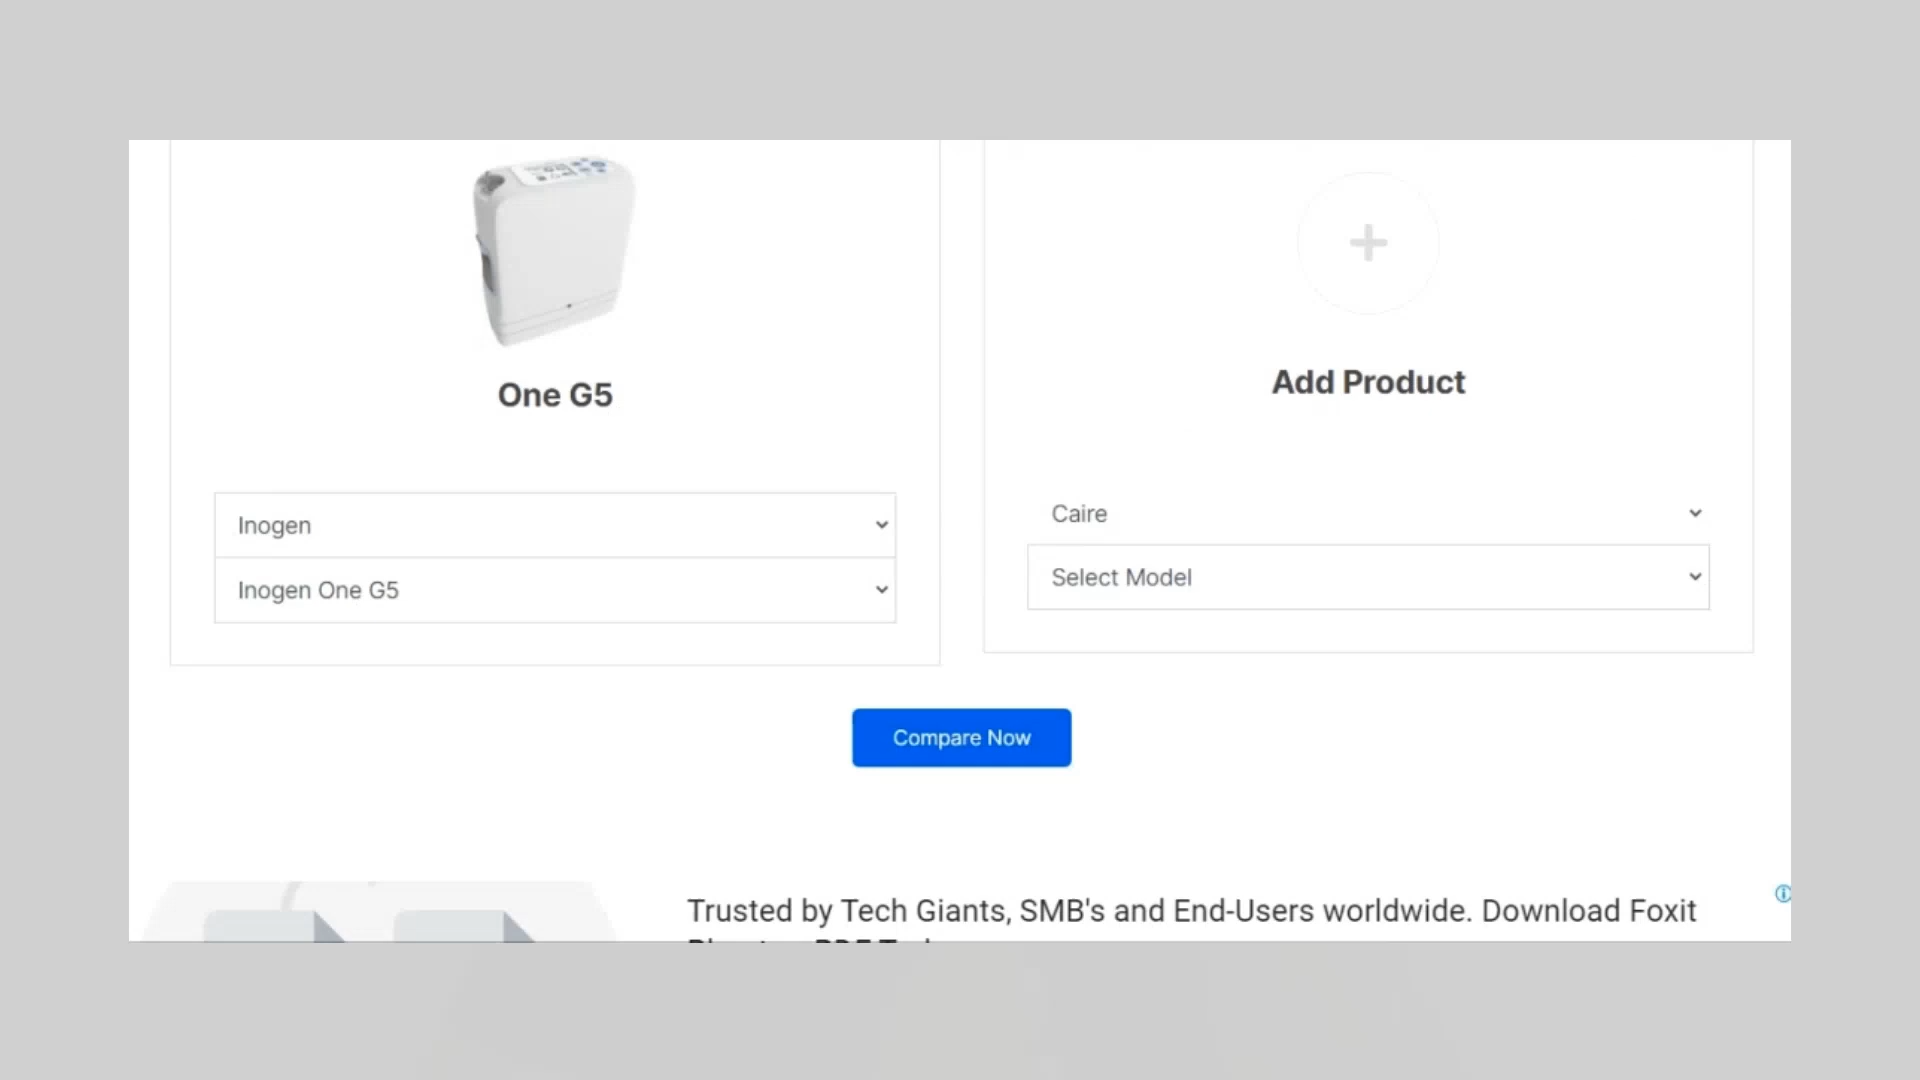 One G5
Inogen
Inogen One G5
Add Product
Caire
Select Model
Compare Now
Trusted by Tech Giants, SMB's and End-Users worldwide. Download Foxit